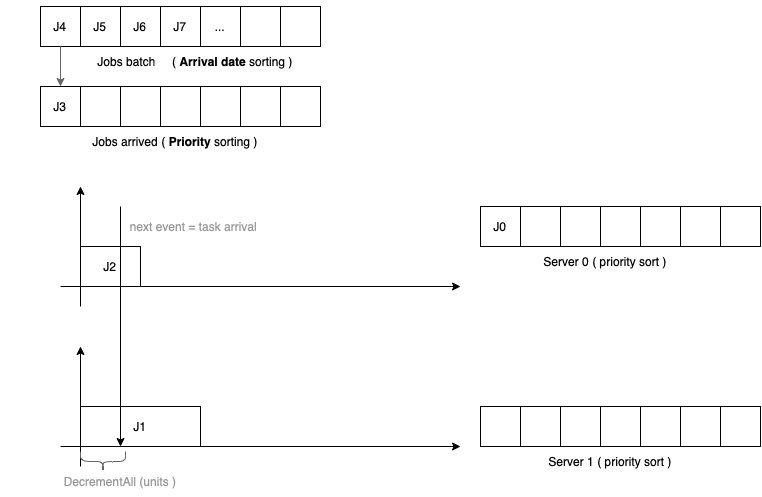 J4 J5 J6 J7 ...
Jobs batch ( Arrival date sorting )
J3
Jobs arrived ( Priority sorting )
next event = task arrival
J0
J2
Server 0 ( priority sort )
J1
Server 1 ( priority sort )
DecrementAll (units )